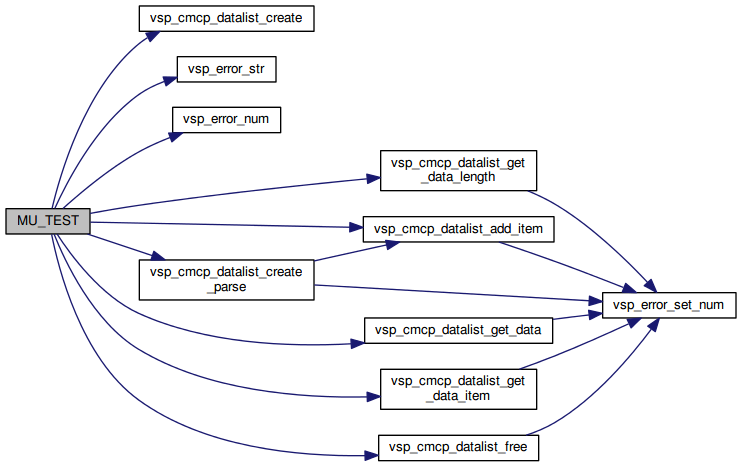 vsp_cmcp_datalist_create
vsp_error_str
vsp_error_num
vsp_cmcp_datalist_get
_data_length
MU_TEST
vsp_cmcp_datalist_add_item
vsp_cmcp_datalist_create
_parse
vsp_error_set_num
vsp_cmcp_datalist_get_data
vsp_cmcp_datalist_get
_data_item
vsp_cmcp_datalist_free